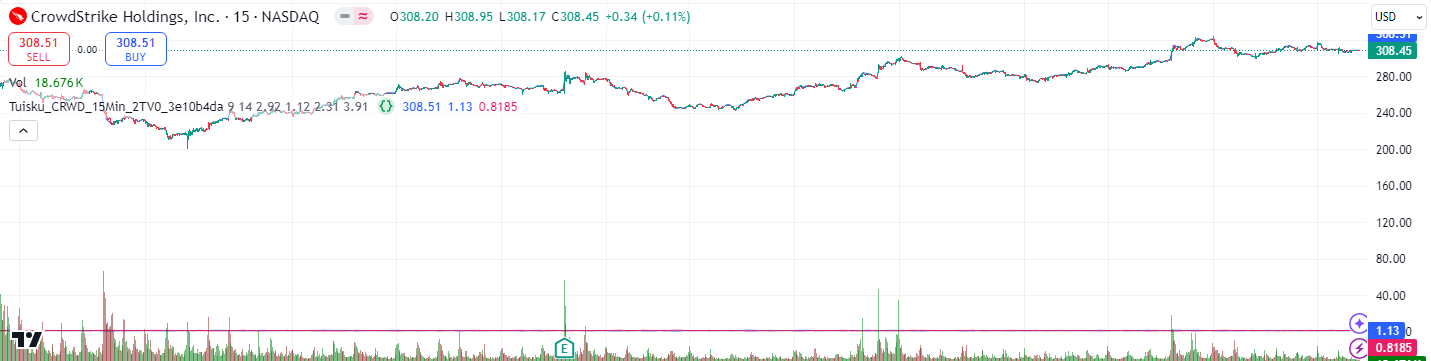 CrowdStrike Holdings, Inc. · 15 · NASDAQ
O308.20 H308.95 L308.17 C308.45 +0.34 (+0.11%)
USD
308.51
SELL
0.00
308.51
BUY
308.51
308.45
Vol 18.676 K
280.00
Tuisku_CRWD_15Min_2TV0_3e10b4da 9 14 2.92 1.12 2.31 3.91 {} 308.51 1.13 0.8185
240.00
200.00
160.00
120.00
80.00
40.00
1.13
0.8185
E